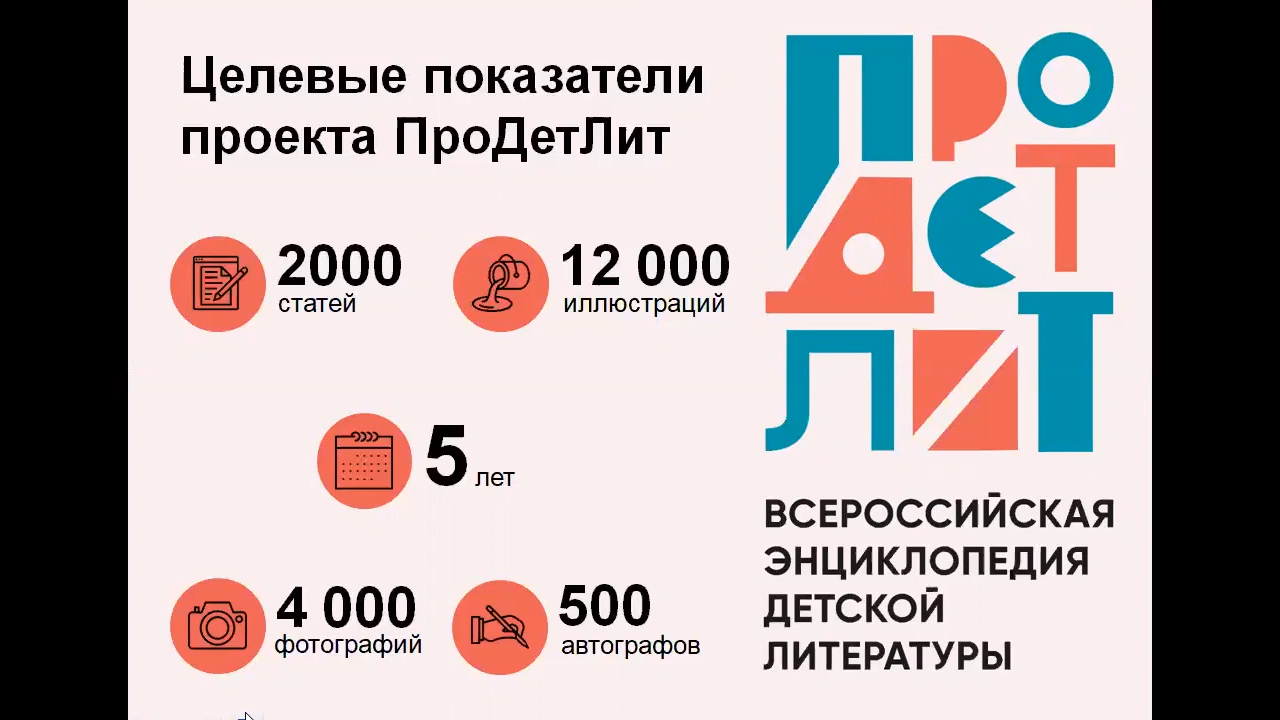 Целевые показатели
проекта ПроДетЛит
2000
статей
12 000
иллюстраций
5 лет
4 000
фотографий
500
автографов
ПРО
ДЕТ
ЛИТ
ВСЕРОССИЙСКАЯ
ЭНЦИКЛОПЕДИЯ
ДЕТСКОЙ
ЛИТЕРАТУРЫ